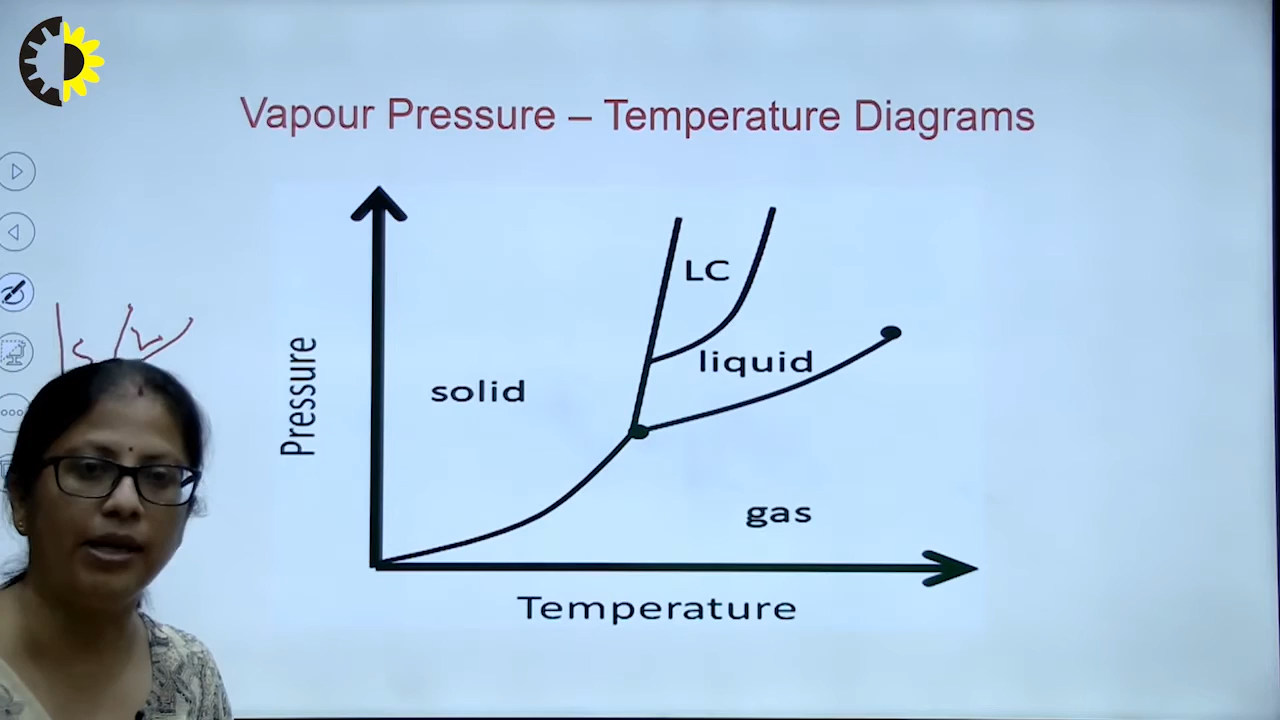 Vapour Pressure – Temperature Diagrams
LC
liquid
solid
Pressure
gas
Temperature
S L